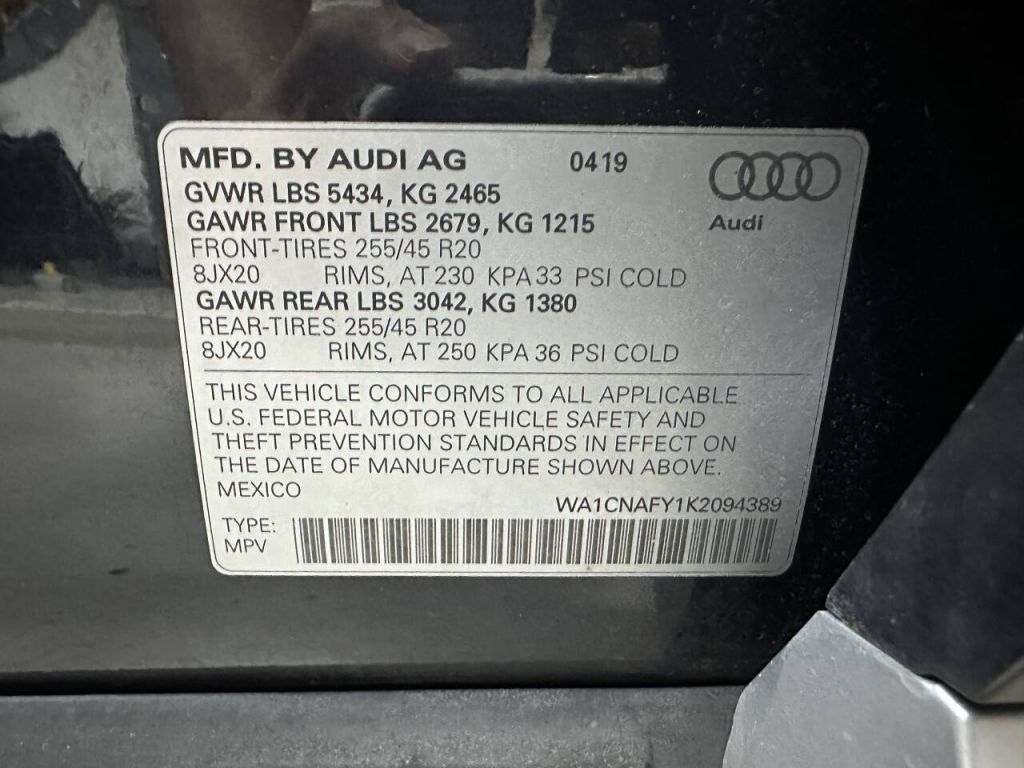 MFD. BY AUDI AG 0419
GVWR LBS 5434, KG 2465
GAWR FRONT LBS 2679, KG 1215
Audi
FRONT-TIRES 255/45 R20
8JX20 RIMS, AT 230 KPA 33 PSI COLD
GAWR REAR LBS 3042, KG 1380
REAR-TIRES 255/45 R20
8JX20 RIMS, AT 250 KPA 36 PSI COLD
THIS VEHICLE CONFORMS TO ALL APPLICABLE
U.S. FEDERAL MOTOR VEHICLE SAFETY AND
THEFT PREVENTION STANDARDS IN EFFECT ON
THE DATE OF MANUFACTURE SHOWN ABOVE.
MEXICO
WA1CNAFY1K2094389
TYPE:
MPV